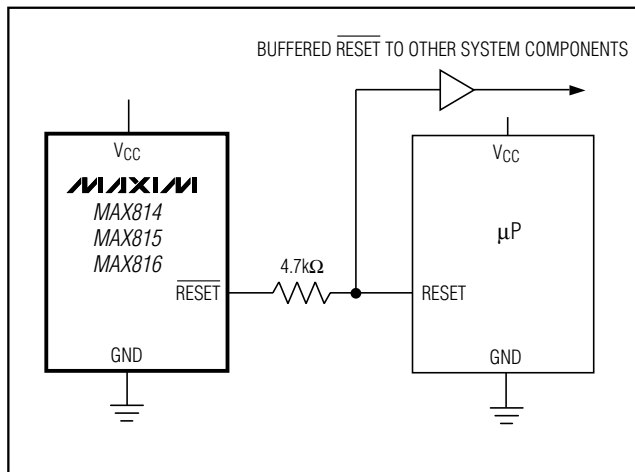 BUFFERED RESET TO OTHER SYSTEM COMPONENTS
VCC
MAXIM
MAX814
MAX815
MAX816
RESET
GND
4.7kΩ
VCC
μP
RESET
GND